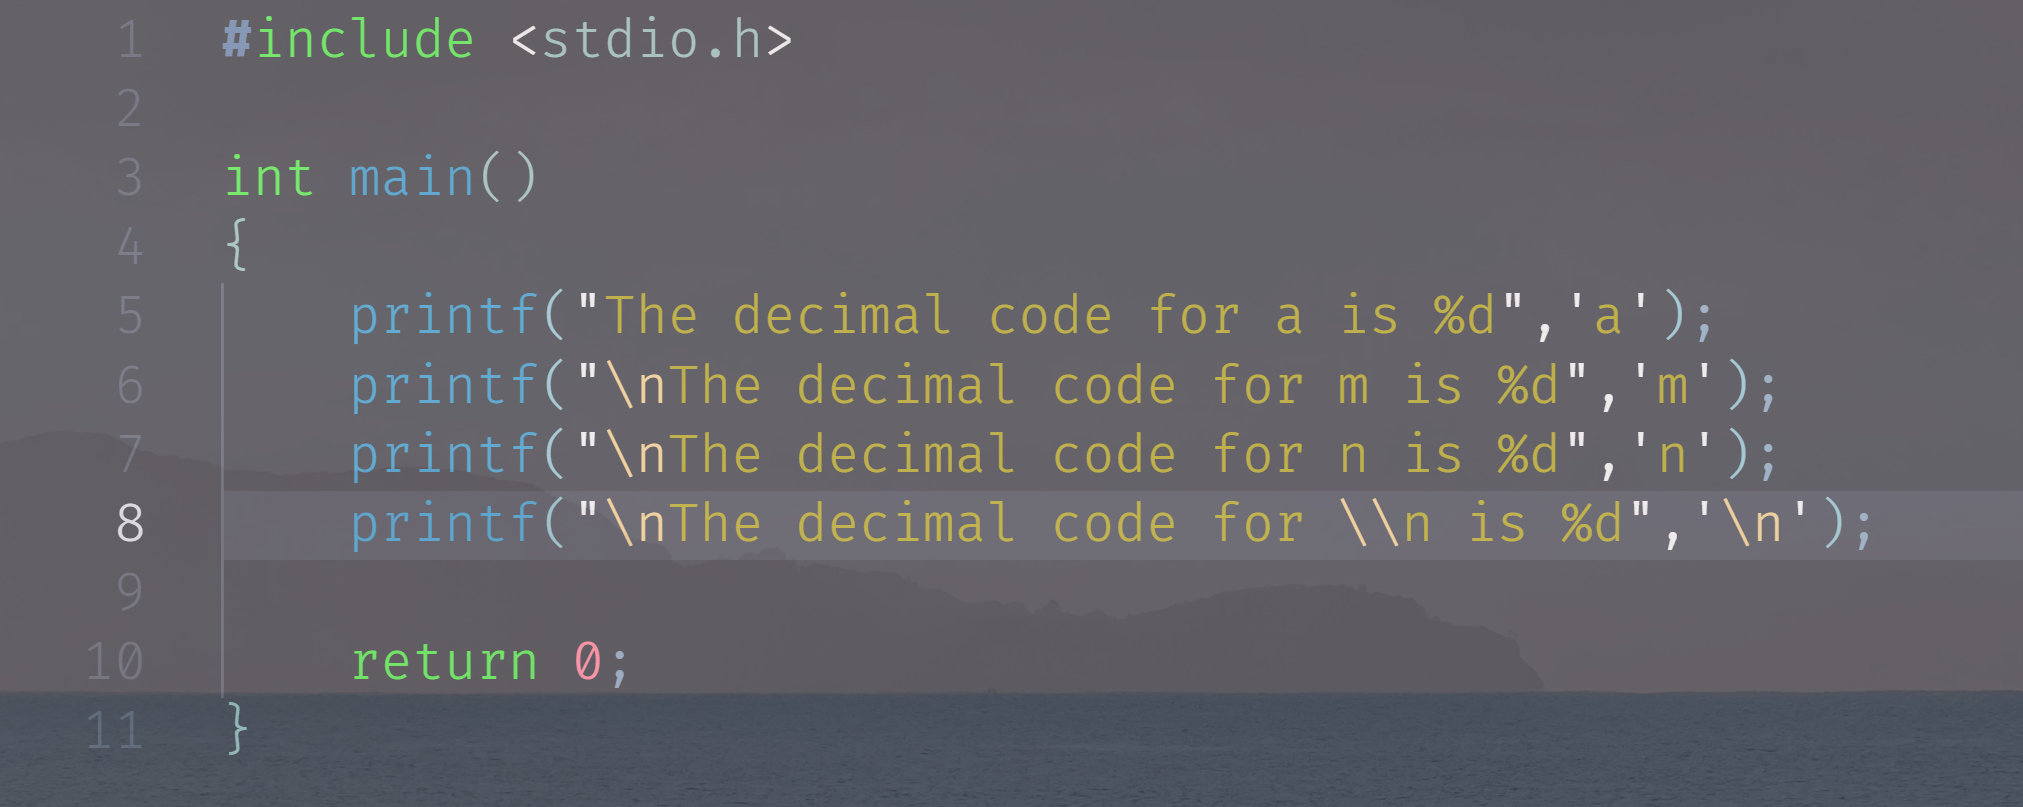 1 #include <stdio.h>
2
3 int main()
4 {
5     printf("The decimal code for a is %d",'a');
6     printf("\nThe decimal code for m is %d",'m');
7     printf("\nThe decimal code for n is %d",'n');
8     printf("\nThe decimal code for \\n is %d",'\n');
9
10     return 0;
11 }